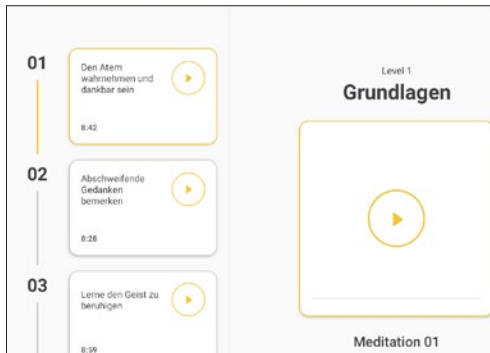 01
Den Atem
wahrnehmen und
dankbar sein
8:42
02
Abschweifende
Gedanken
bemerken
8:28
03
Lerne den Geist zu
beruhigen
8:59
Level 1
Grundlagen
Meditation 01